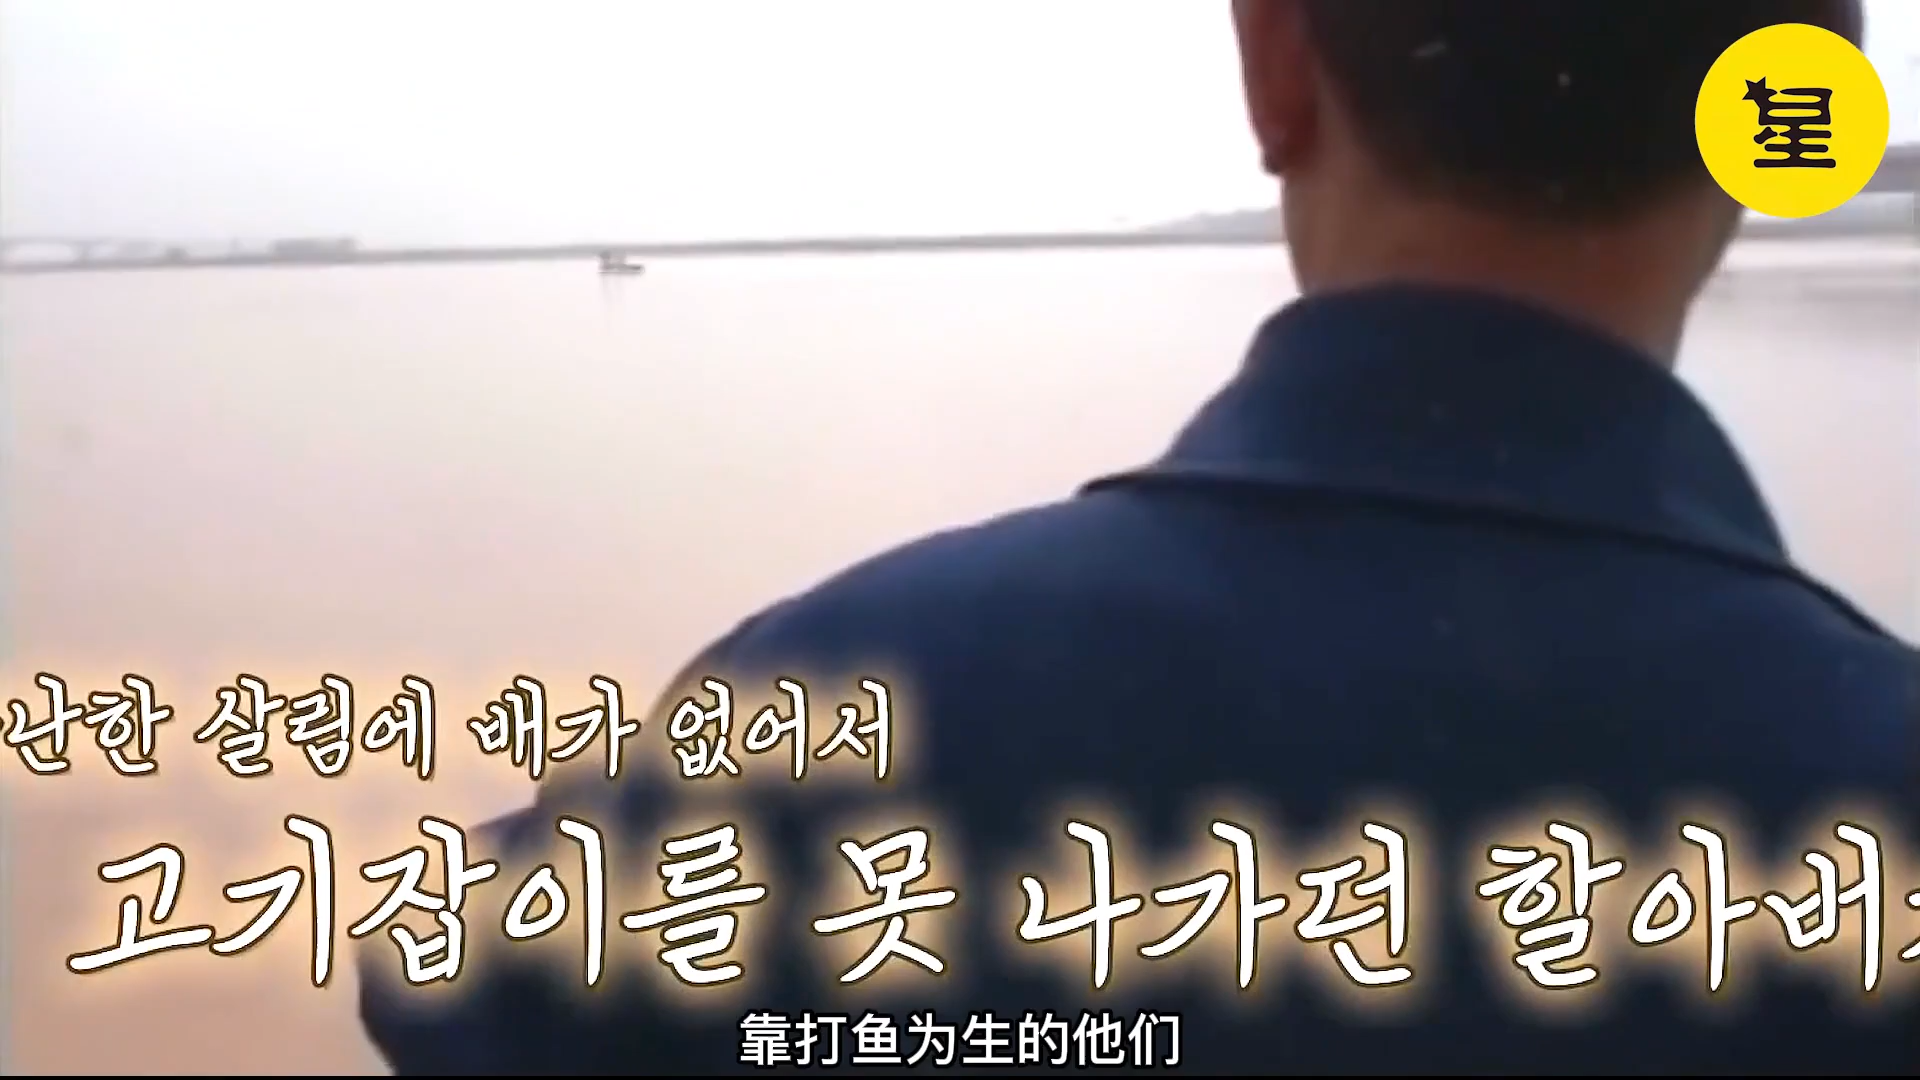 星
난한 살림에 배가 없어서
고기잡이를 못 나가던 할아버
靠打鱼为生的他们